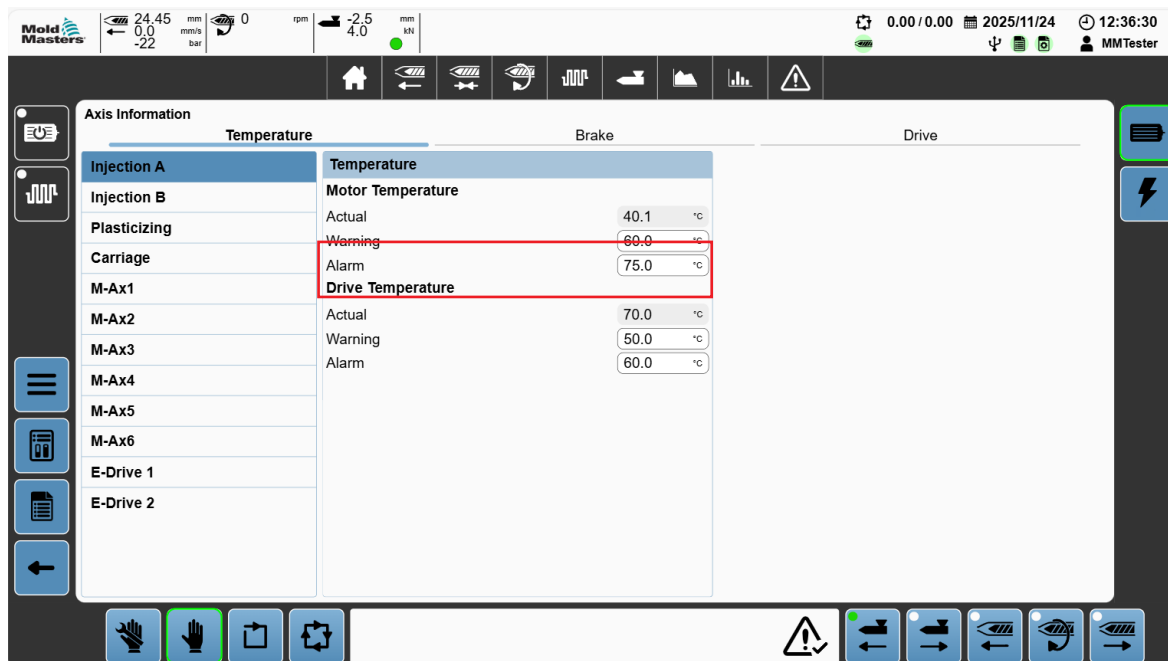 Mold Masters
24.45 mm
0.0 mm/s
-22 bar
0 rpm
-2.5 mm
4.0 kN
0.00 / 0.00
2025/11/24
12:36:30
MMTester
Axis Information
Temperature
Brake
Drive
Injection A
Injection B
Plasticizing
Carriage
M-Ax1
M-Ax2
M-Ax3
M-Ax4
M-Ax5
M-Ax6
E-Drive 1
E-Drive 2
Temperature
Motor Temperature
Actual 40.1 °C
Warning 60.0 °C
Alarm 75.0 °C
Drive Temperature
Actual 70.0 °C
Warning 50.0 °C
Alarm 60.0 °C